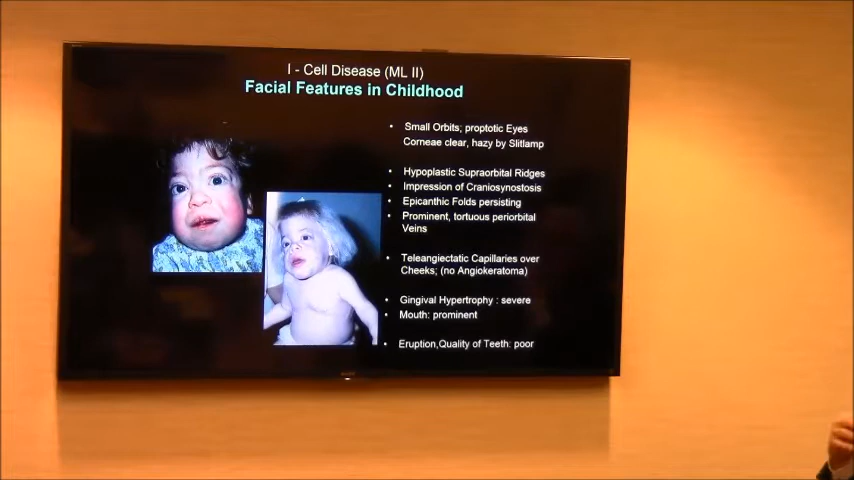 I - Cell Disease (ML II)
Facial Features in Childhood
• Small Orbits; proptotic Eyes
Corneae clear, hazy by Slitlamp
• Hypoplastic Supraorbital Ridges
• Impression of Craniosynostosis
• Epicanthic Folds persisting
• Prominent, tortuous periorbital
Veins
• Teleangiectatic Capillaries over
Cheeks; (no Angiokeratoma)
• Gingival Hypertrophy : severe
• Mouth: prominent
• Eruption,Quality of Teeth: poor